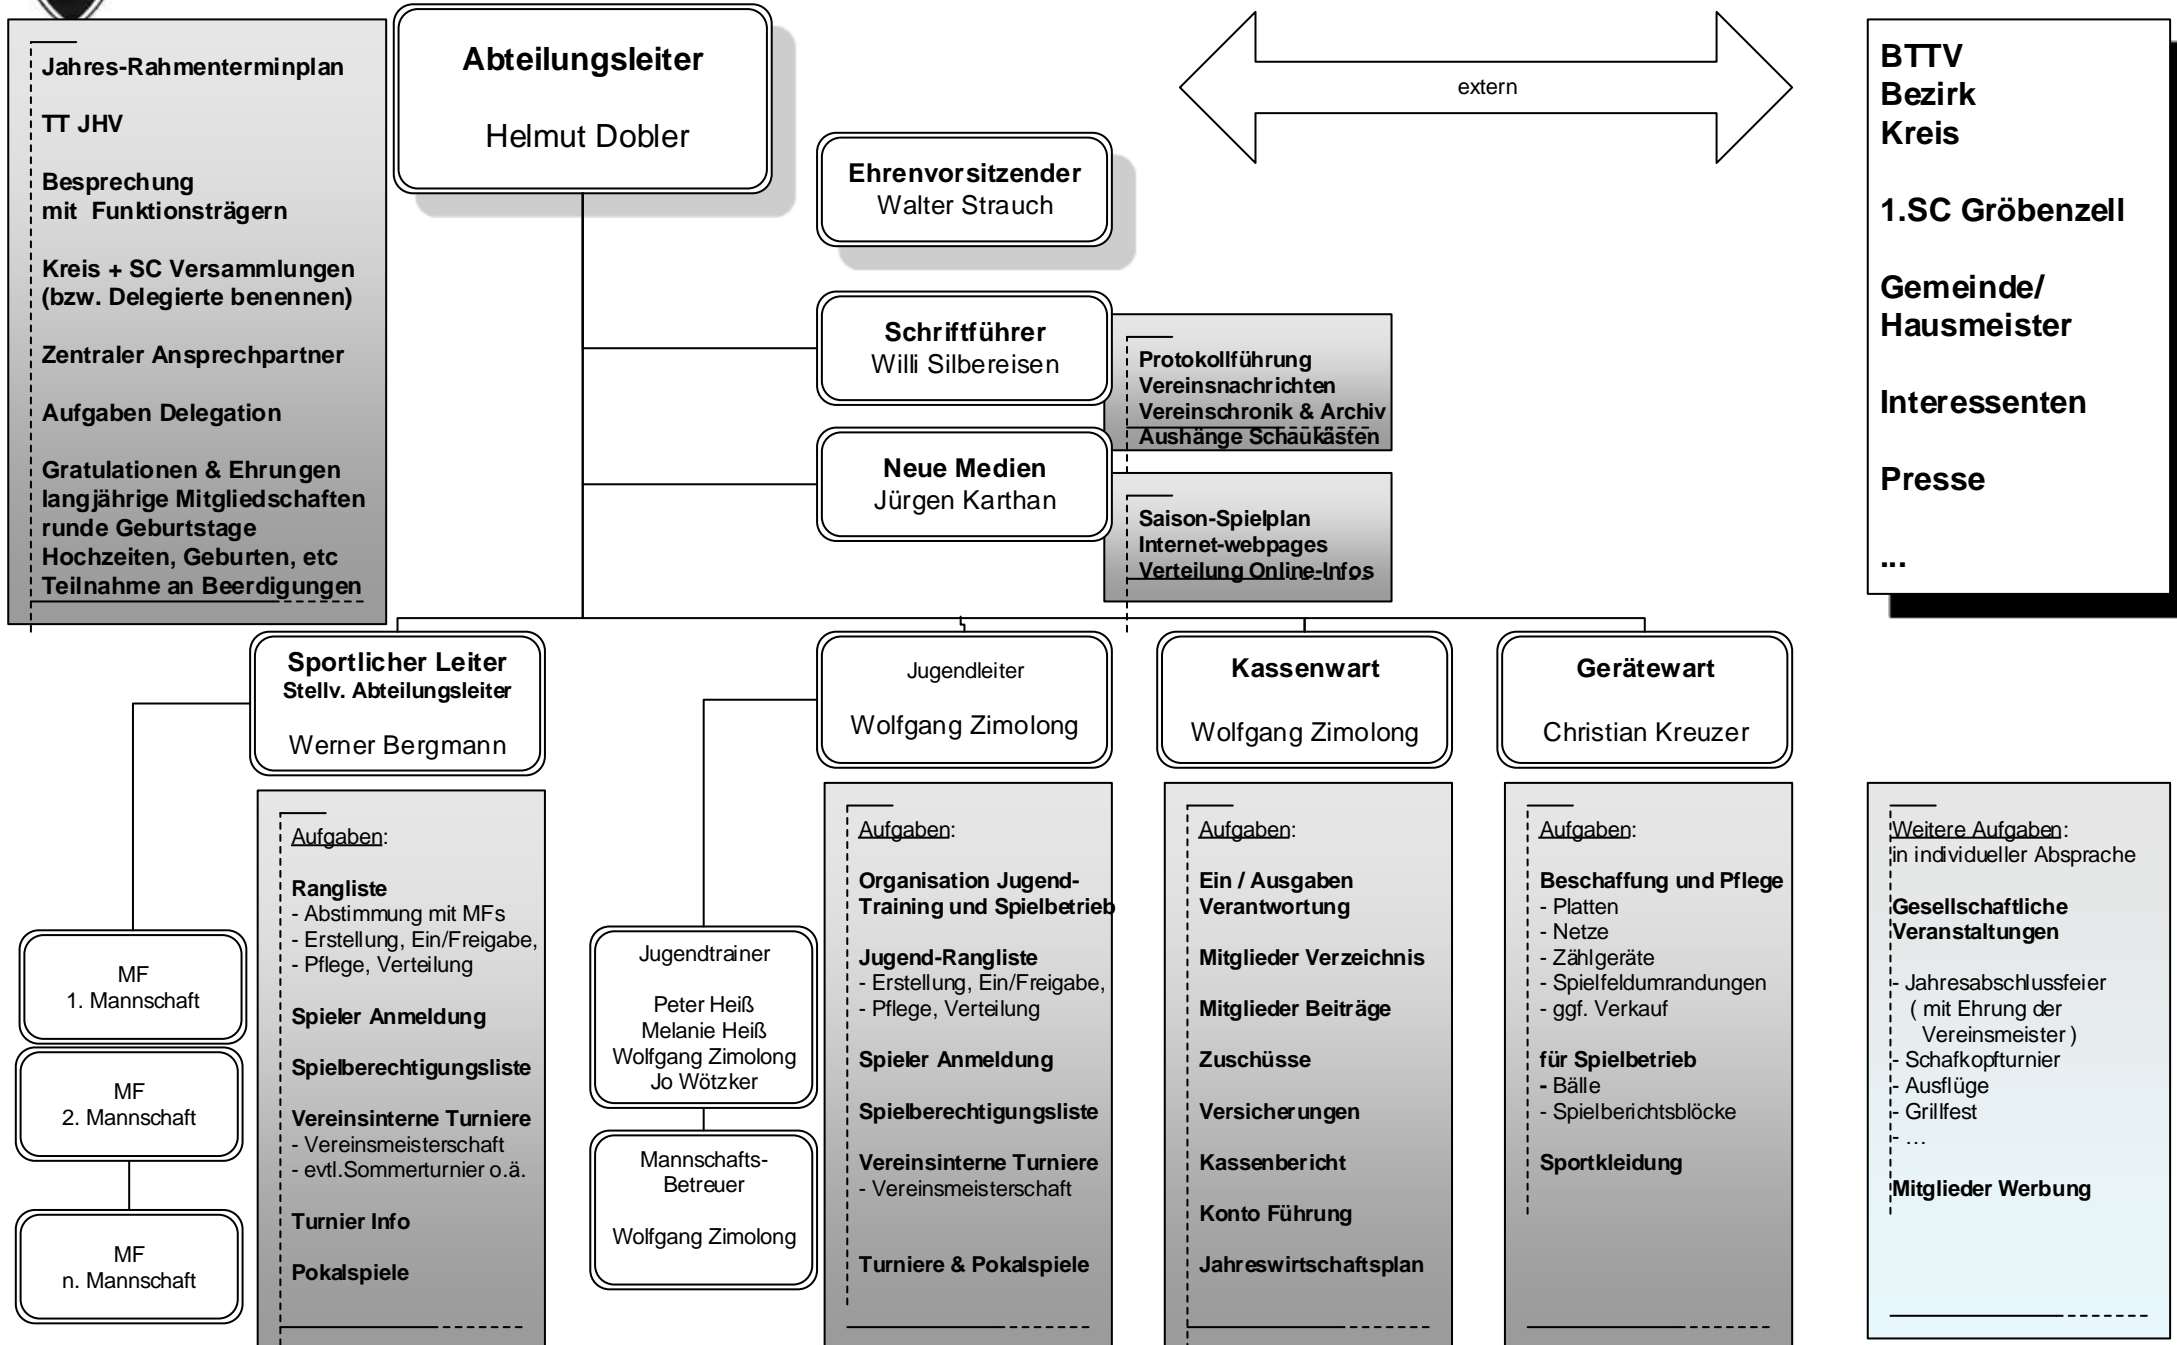 Jahres-Rahmenterminplan
TT JHV
Besprechung
mit Funktionsträgern
Kreis + SC Versammlungen
(bzw. Delegierte benennen)
Zentraler Ansprechpartner
Aufgaben Delegation
Gratulationen & Ehrungen
langjährige Mitgliedschaften
runde Geburtstage
Hochzeiten, Geburten, etc
Teilnahme an Beerdigungen
Abteilungsleiter
Helmut Dobler
Ehrenvorsitzender
Walter Strauch
Schriftführer
Willi Silbereisen
Protokollführung
Vereinsnachrichten
Vereinschronik & Archiv
Aushänge Schaukästen
Neue Medien
Jürgen Karthan
Saison-Spielplan
Internet-webpages
Verteilung Online-Infos
extern
BTTV
Bezirk
Kreis
1.SC Gröbenzell
Gemeinde/
Hausmeister
Interessenten
Presse
...
Sportlicher Leiter
Stellv. Abteilungsleiter
Werner Bergmann
MF
1. Mannschaft
MF
2. Mannschaft
MF
n. Mannschaft
Aufgaben:
Rangliste
- Abstimmung mit MFs
- Erstellung, Ein/Freigabe,
- Pflege, Verteilung
Spieler Anmeldung
Spielberechtigungsliste
Vereinsinterne Turniere
- Vereinsmeisterschaft
- evtl.Sommerturnier o.ä.
Turnier Info
Pokalspiele
Jugendleiter
Wolfgang Zimolong
Jugendtrainer
Peter Heiß
Melanie Heiß
Wolfgang Zimolong
Jo Wötzker
Mannschafts-
Betreuer
Wolfgang Zimolong
Aufgaben:
Organisation Jugend-
Training und Spielbetrieb
Jugend-Rangliste
- Erstellung, Ein/Freigabe,
- Pflege, Verteilung
Spieler Anmeldung
Spielberechtigungsliste
Vereinsinterne Turniere
- Vereinsmeisterschaft
Turniere & Pokalspiele
Kassenwart
Wolfgang Zimolong
Aufgaben:
Ein / Ausgaben
Verantwortung
Mitglieder Verzeichnis
Mitglieder Beiträge
Zuschüsse
Versicherungen
Kassenbericht
Konto Führung
Jahreswirtschaftsplan
Gerätewart
Christian Kreuzer
Aufgaben:
Beschaffung und Pflege
- Platten
- Netze
- Zählgeräte
- Spielfeldumrandungen
- ggf. Verkauf
für Spielbetrieb
- Bälle
- Spielberichtsblöcke
Sportkleidung
Weitere Aufgaben:
in individueller Absprache
Gesellschaftliche
Veranstaltungen
- Jahresabschlussfeier
( mit Ehrung der
Vereinsmeister )
- Schafkopfturnier
- Ausflüge
- Grillfest
- ...
Mitglieder Werbung